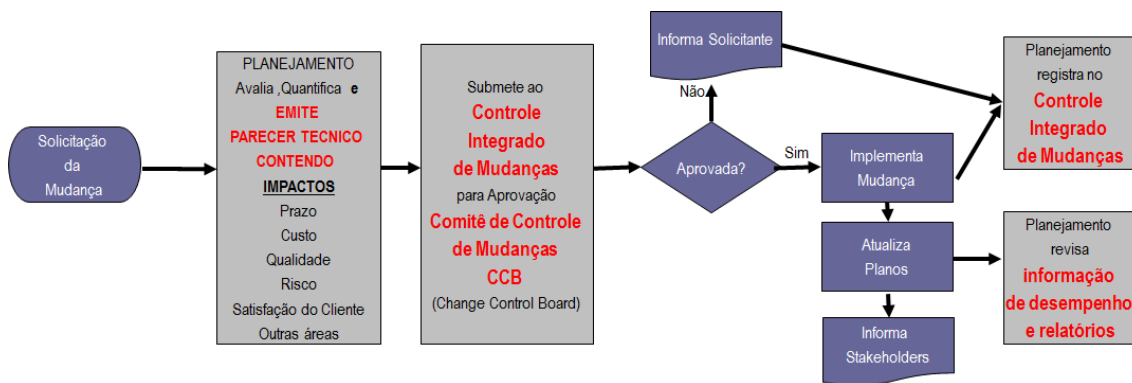 Solicitação
da
Mudança
PLANEJAMENTO
Avalia ,Quantifica e
EMITE
PARECER TECNICO
CONTENDO
IMPACTOS
Prazo
Custo
Qualidade
Risco
Satisfação do Cliente
Outras áreas
Submete ao
Controle
Integrado
de Mudanças
para Aprovação
Comitê de Controle
de Mudanças
CCB
(Change Control Board)
Informa Solicitante
Não
Aprovada?
Sim
Implementa
Mudança
Atualiza
Planos
Informa
Stakeholders
Planejamento
registra no
Controle
Integrado
de Mudanças
Planejamento
revisa
informação
de desempenho
e relatórios